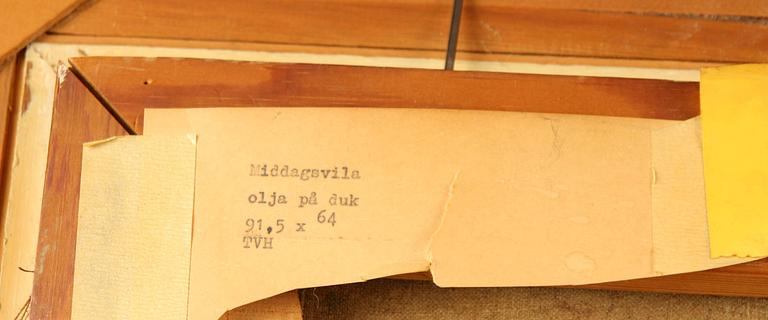 Middagsvila
olja på duk
91,5 x 64
TVH